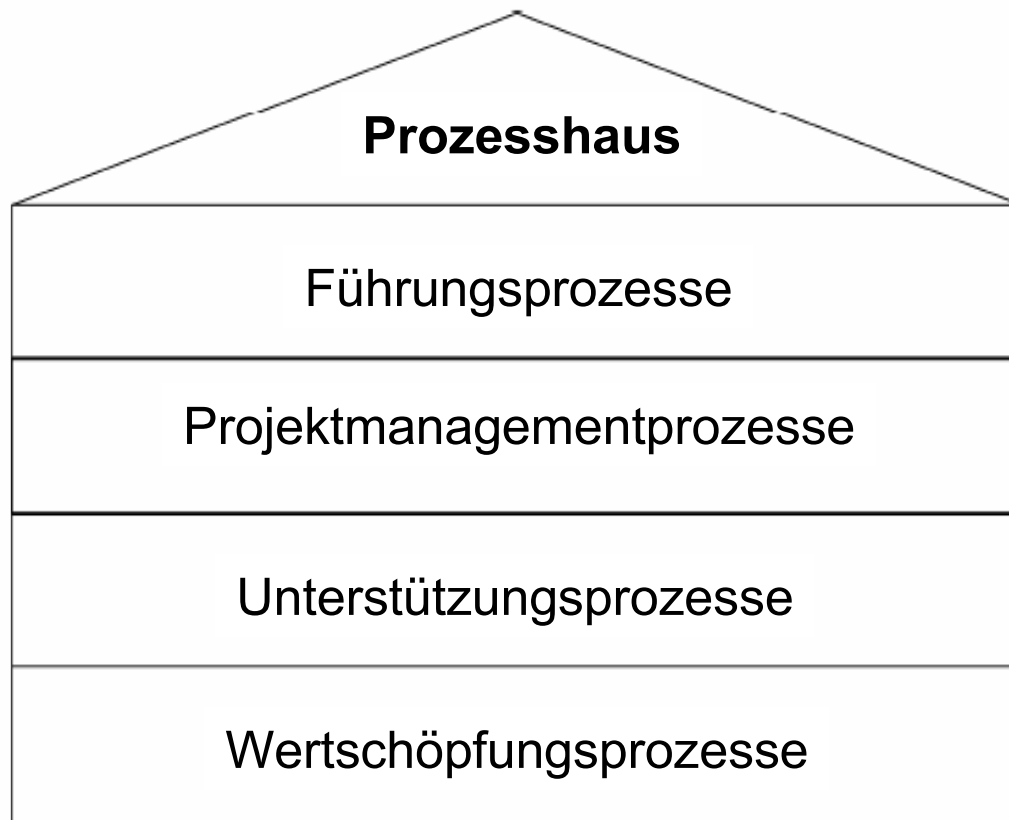 Prozesshaus
Führungsprozesse
Projektmanagementprozesse
Unterstützungsprozesse
Wertschöpfungsprozesse